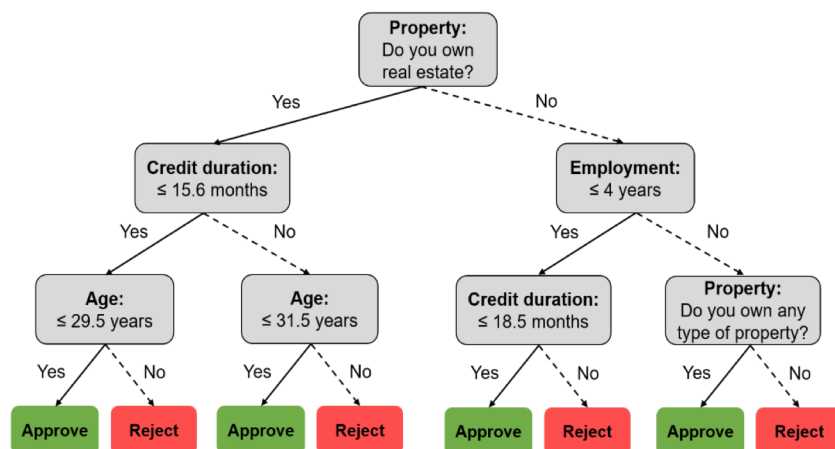 Property:
Do you own
real estate?
Yes
No
Credit duration:
≤ 15.6 months
Employment:
≤ 4 years
Yes
No
Yes
No
Age:
≤ 29.5 years
Age:
≤ 31.5 years
Credit duration:
≤ 18.5 months
Property:
Do you own any
type of property?
Yes
No
Yes
No
Yes
No
Yes
No
Approve
Reject
Approve
Reject
Approve
Reject
Approve
Reject